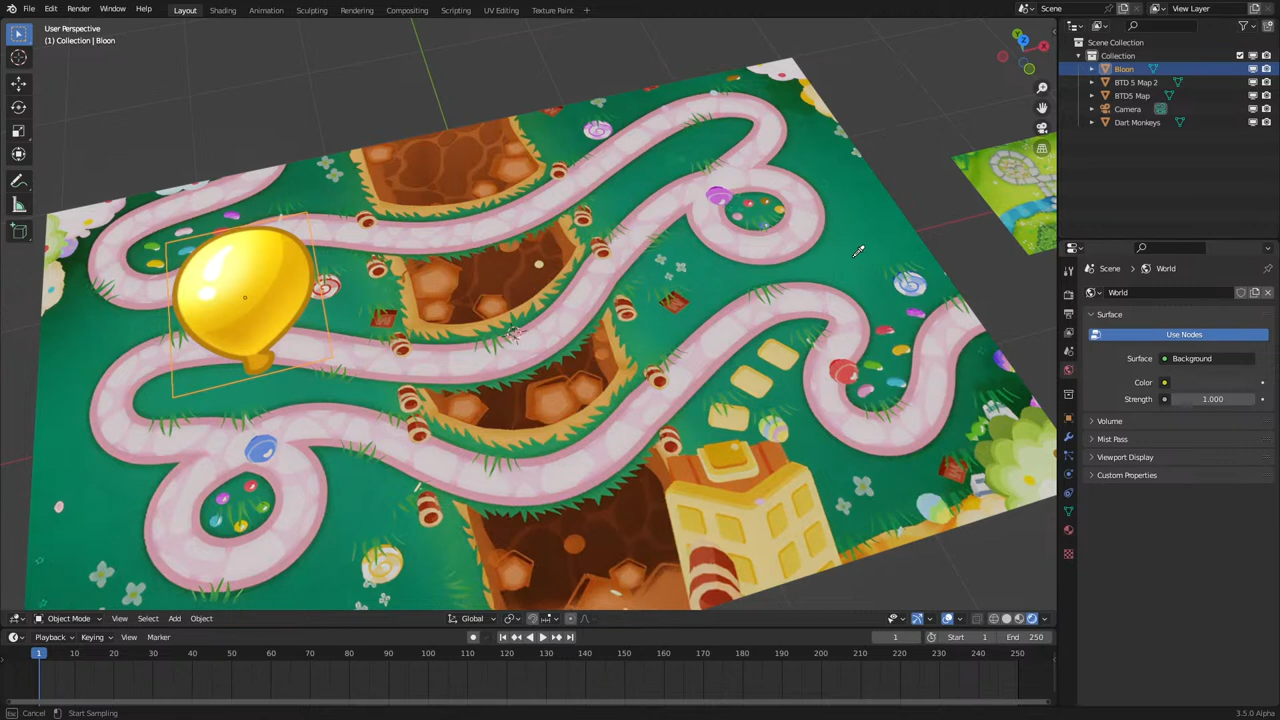 File Edit Render Window Help Layout Shading Animation Sculpting Rendering Compositing Scripting UV Editing Texture Paint + Scene View Layer
User Perspective
(1) Collection | Bloon
Scene Collection
Collection
Bloon
BTD 5 Map 2
BTD5 Map
Camera
Dart Monkeys
Scene World
World
Surface
Use Nodes
Surface Background
Color
Strength 1.000
Volume
Mist Pass
Viewport Display
Custom Properties
Object Mode View Select Add Object Global
Playback Keying View Marker 1 Start 1 End 250
1 10 20 30 40 50 60 70 80 90 100 110 120 130 140 150 160 170 180 190 200 210 220 230 240 250
Esc Cancel Start Sampling 3.5.0 Alpha